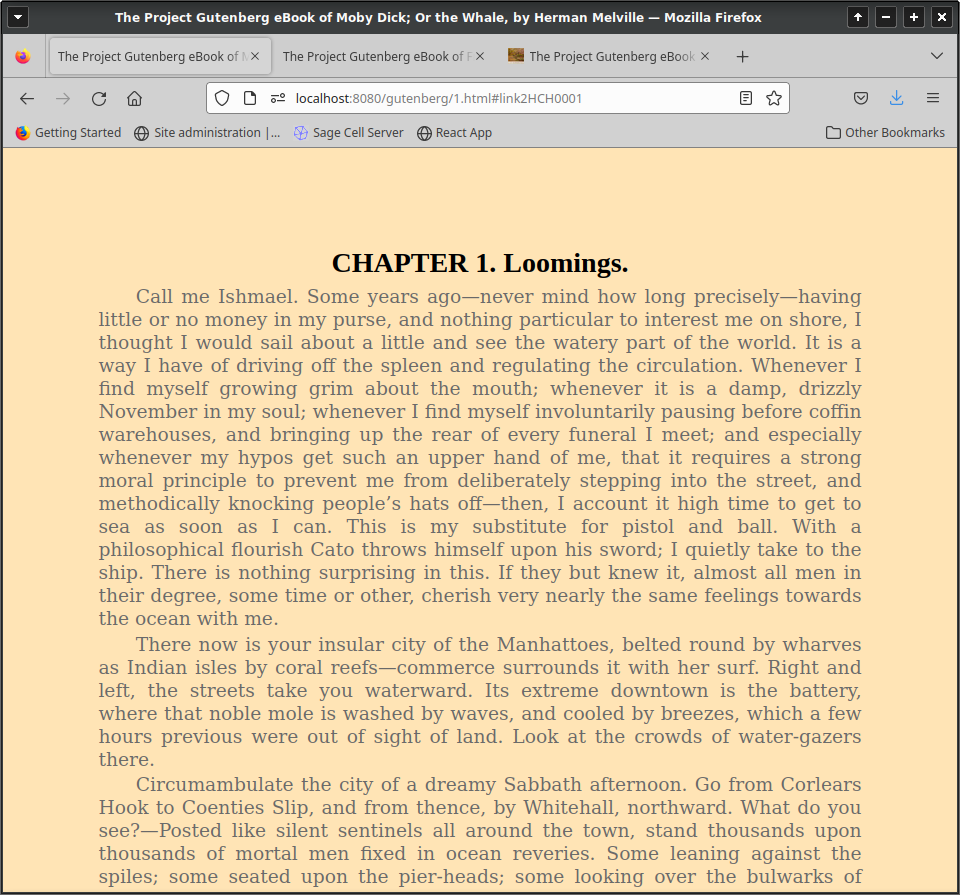 The Project Gutenberg eBook of Moby Dick; Or the Whale, by Herman Melville — Mozilla Firefox
The Project Gutenberg eBook of M The Project Gutenberg eBook of F The Project Gutenberg eBook
localhost:8080/gutenberg/1.html#link2HCH0001
Getting Started Site administration |... Sage Cell Server React App Other Bookmarks
CHAPTER 1. Loomings.
Call me Ishmael. Some years ago—never mind how long precisely—having
little or no money in my purse, and nothing particular to interest me on shore, I
thought I would sail about a little and see the watery part of the world. It is a
way I have of driving off the spleen and regulating the circulation. Whenever I
find myself growing grim about the mouth; whenever it is a damp, drizzly
November in my soul; whenever I find myself involuntarily pausing before coffin
warehouses, and bringing up the rear of every funeral I meet; and especially
whenever my hypos get such an upper hand of me, that it requires a strong
moral principle to prevent me from deliberately stepping into the street, and
methodically knocking people’s hats off—then, I account it high time to get to
sea as soon as I can. This is my substitute for pistol and ball. With a
philosophical flourish Cato throws himself upon his sword; I quietly take to the
ship. There is nothing surprising in this. If they but knew it, almost all men in
their degree, some time or other, cherish very nearly the same feelings towards
the ocean with me.
There now is your insular city of the Manhattoes, belted round by wharves
as Indian isles by coral reefs—commerce surrounds it with her surf. Right and
left, the streets take you waterward. Its extreme downtown is the battery,
where that noble mole is washed by waves, and cooled by breezes, which a few
hours previous were out of sight of land. Look at the crowds of water-gazers
there.
Circumambulate the city of a dreamy Sabbath afternoon. Go from Corlears
Hook to Coenties Slip, and from thence, by Whitehall, northward. What do you
see?—Posted like silent sentinels all around the town, stand thousands upon
thousands of mortal men fixed in ocean reveries. Some leaning against the
spiles; some seated upon the pier-heads; some looking over the bulwarks of